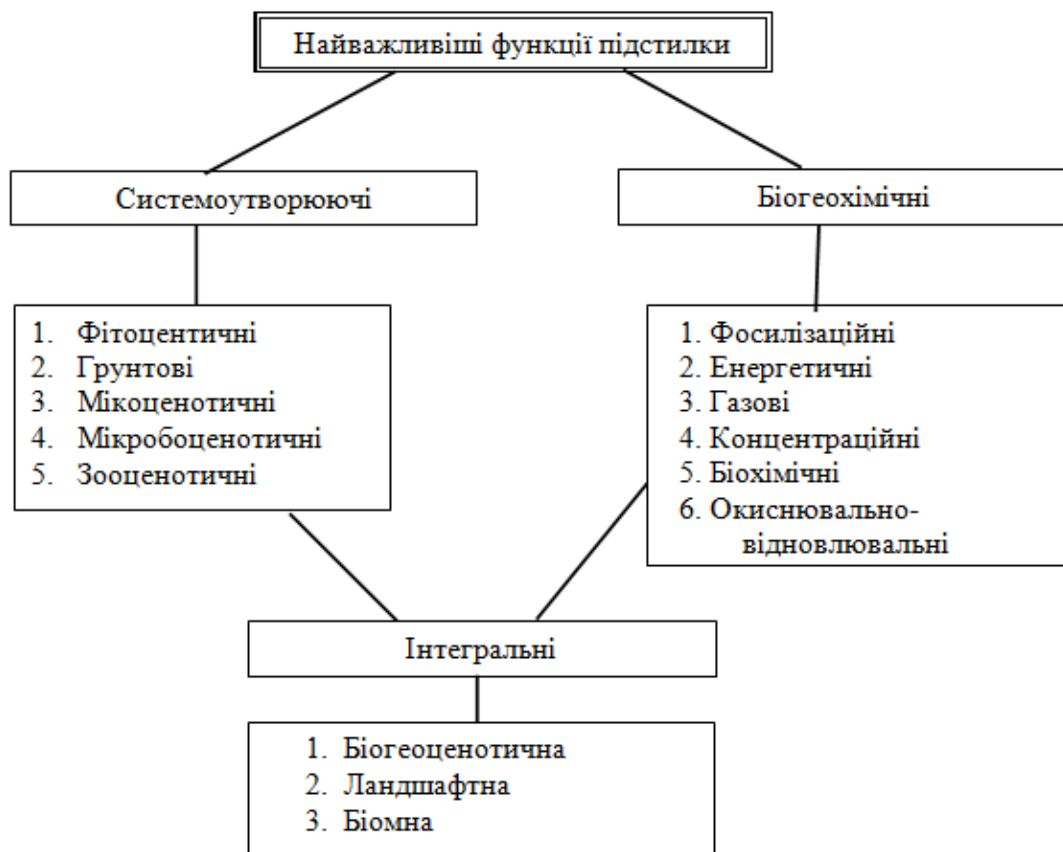 Найважливіші функції підстилки
Системоутворюючі
Біогеохімічні
1. Фітоцентичні
2. Грунтові
3. Мікоценотичні
4. Мікробоценотичні
5. Зооценотичні
1. Фосилізаційні
2. Енергетичні
3. Газові
4. Концентраційні
5. Біохімічні
6. Окиснювально-
відновлювальні
Інтегральні
1. Біогеоценотична
2. Ландшафтна
3. Біомна